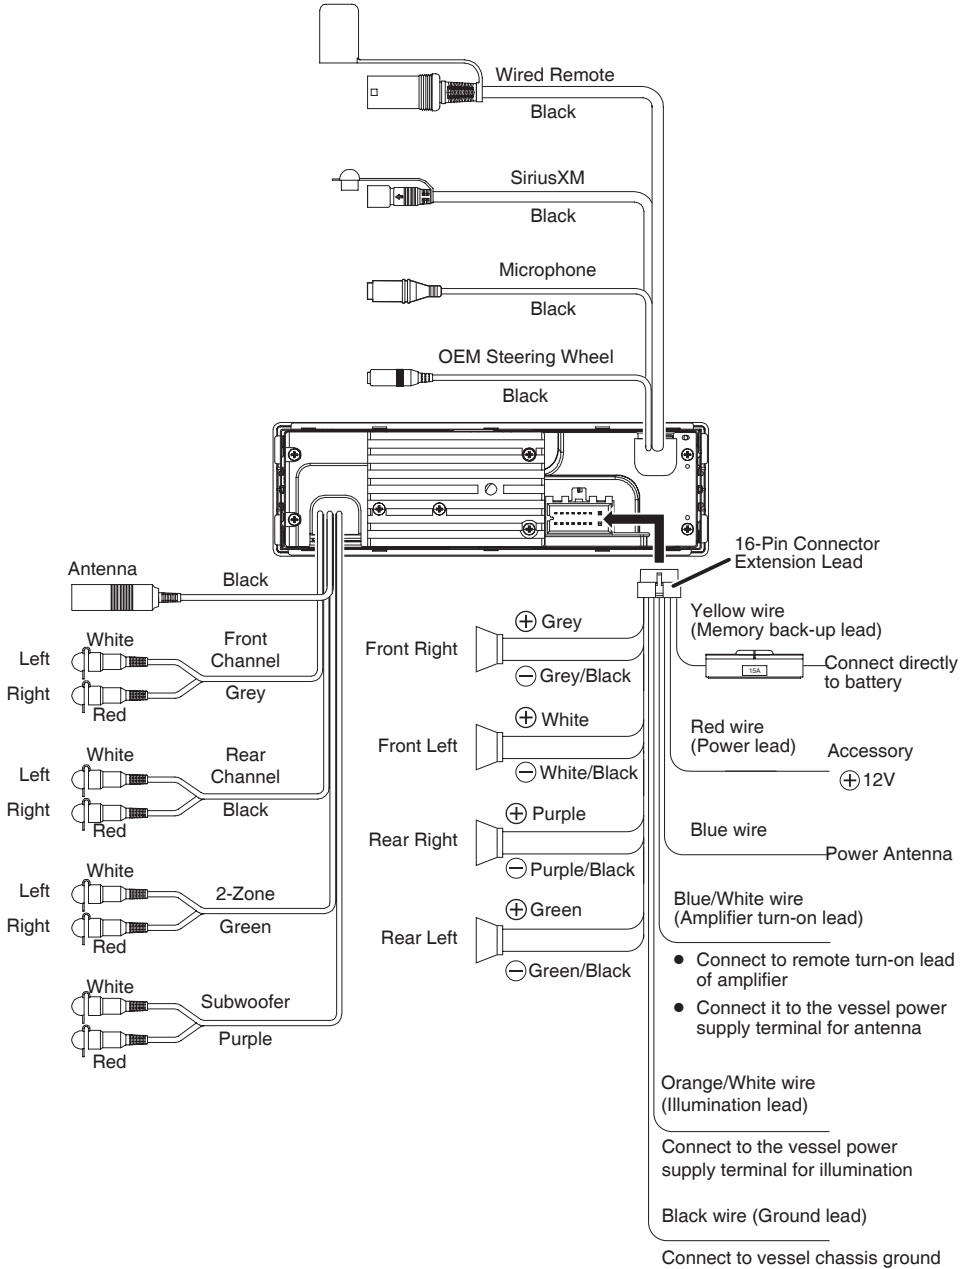 Wired Remote
Black
SiriusXM
Black
Microphone
Black
OEM Steering Wheel
Black
16-Pin Connector
Extension Lead
Antenna
Black
White
Left
Front
Channel
Right
Grey
Red
White
Left
Rear
Channel
Right
Black
Red
White
Left
2-Zone
Right
Green
Red
White
Subwoofer
Purple
Red
Front Right
+ Grey
− Grey/Black
Front Left
+ White
− White/Black
Rear Right
+ Purple
− Purple/Black
Rear Left
+ Green
− Green/Black
Yellow wire
(Memory back-up lead)
15A
Connect directly
to battery
Red wire
(Power lead)
Accessory
+ 12V
Blue wire
Power Antenna
Blue/White wire
(Amplifier turn-on lead)
● Connect to remote turn-on lead
of amplifier
● Connect it to the vessel power
supply terminal for antenna
Orange/White wire
(Illumination lead)
Connect to the vessel power
supply terminal for illumination
Black wire (Ground lead)
Connect to vessel chassis ground